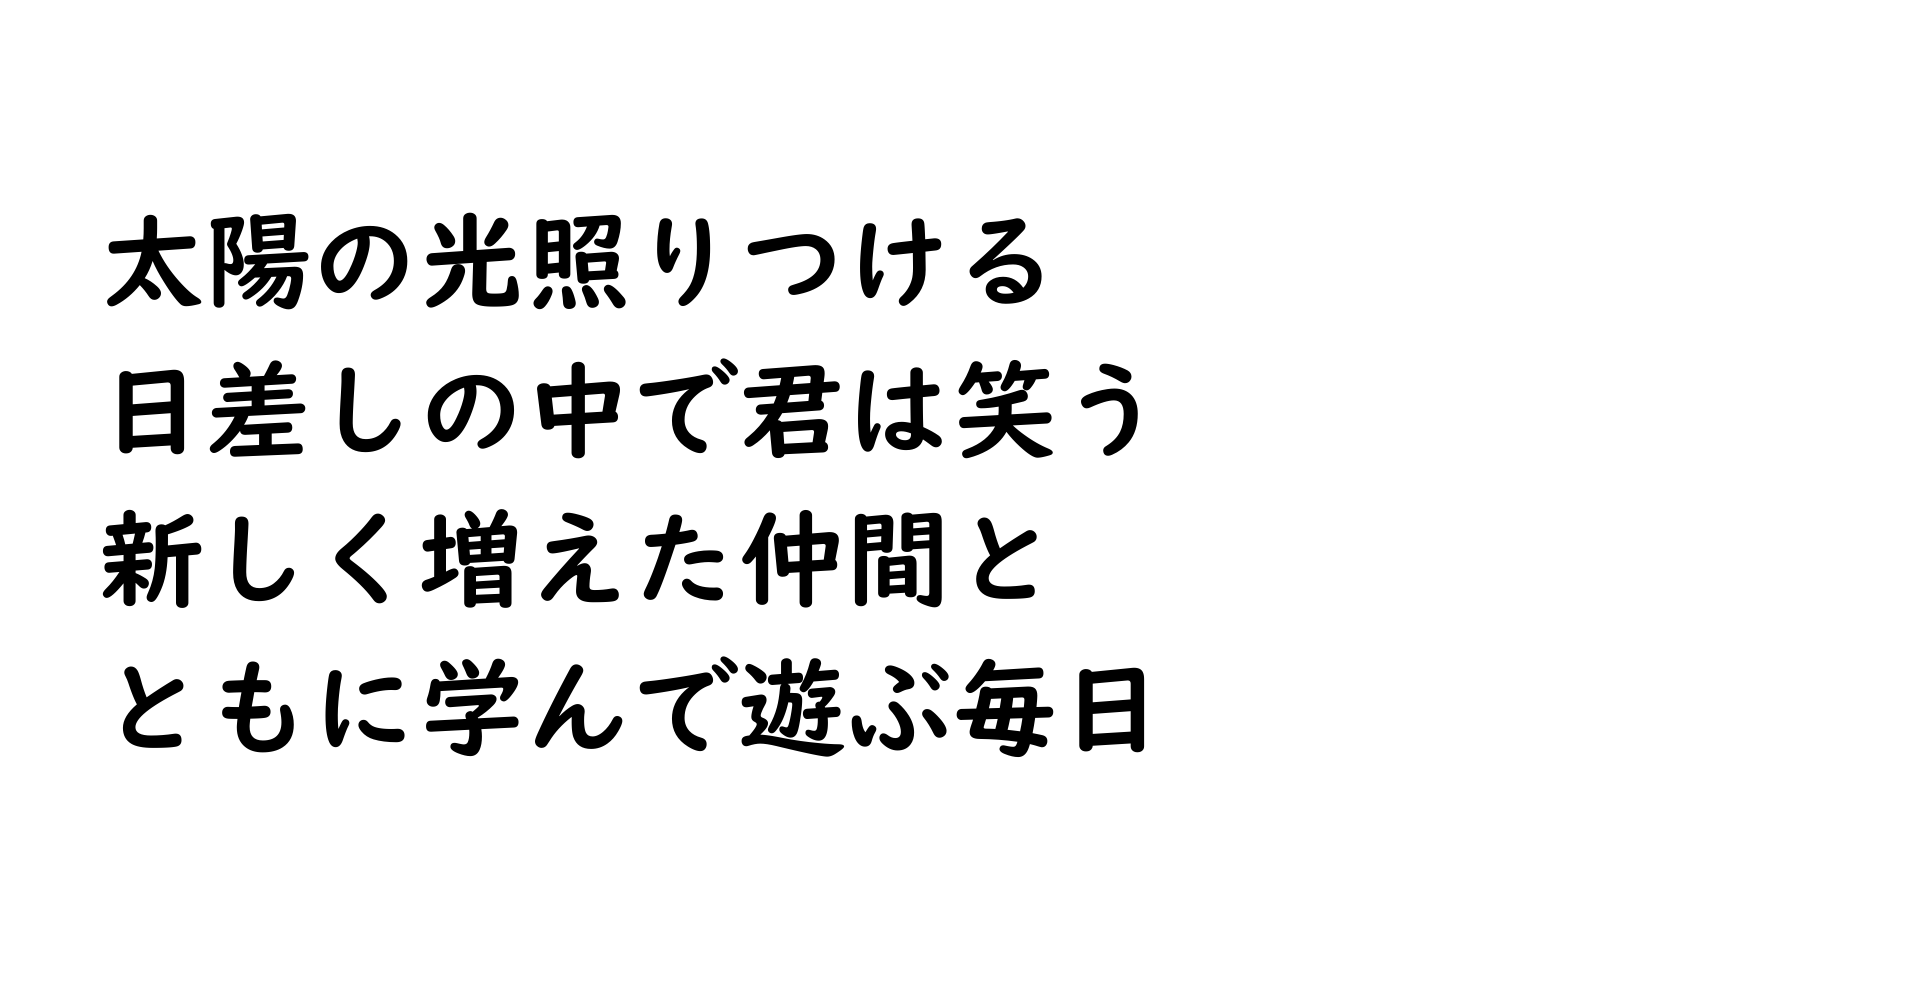 太陽の光照りつける
日差しの中で君は笑う
新しく増えた仲間と
ともに学んで遊ぶ毎日